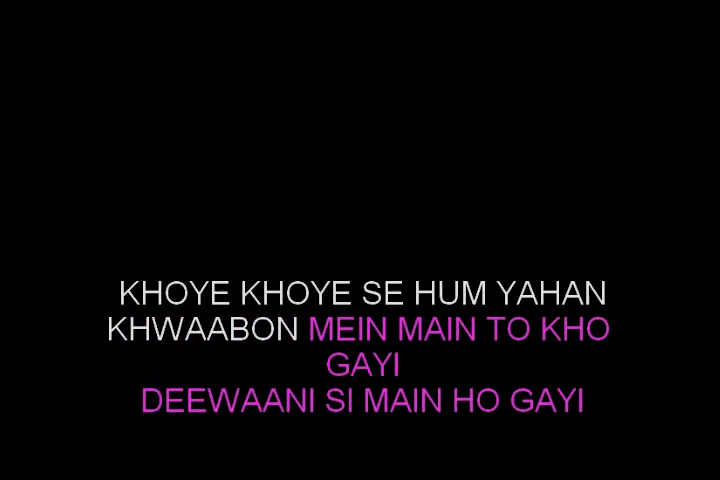 KHOYE KHOYE SE HUM YAHAN
KHWAABON MEIN MAIN TO KHO
GAYI
DEEWAANI SI MAIN HO GAYI